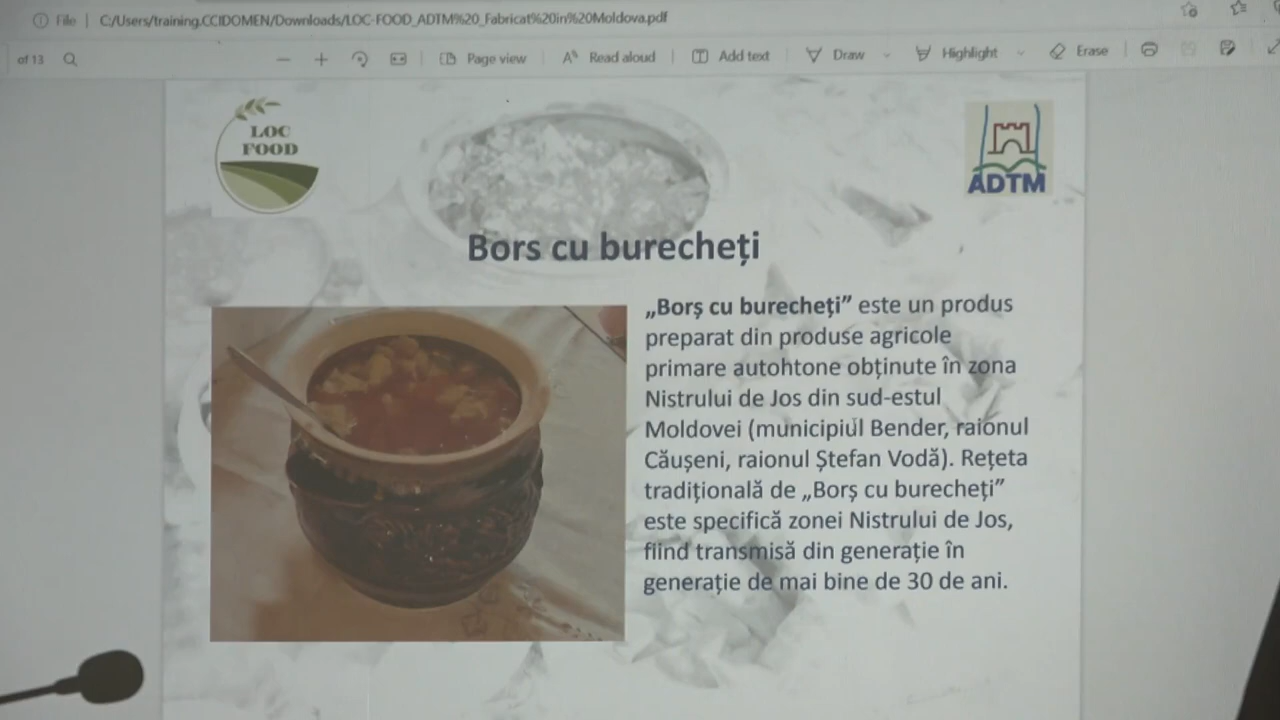 File | C:/Users/training.CCIDOMEN/Downloads/LOC-FOOD_ADTM%20_Fabricat%20in%20Moldova.pdf
of 13 Page view Read aloud Add text Draw Highlight Erase
LOC
FOOD
ADTM
Bors cu burecheți
„Borș cu burecheți” este un produs
preparat din produse agricole
primare autohtone obținute în zona
Nistrului de Jos din sud-estul
Moldovei (municipiul Bender, raionul
Căușeni, raionul Ștefan Vodă). Rețeta
tradițională de „Borș cu burecheți”
este specifică zonei Nistrului de Jos,
fiind transmisă din generație în
generație de mai bine de 30 de ani.